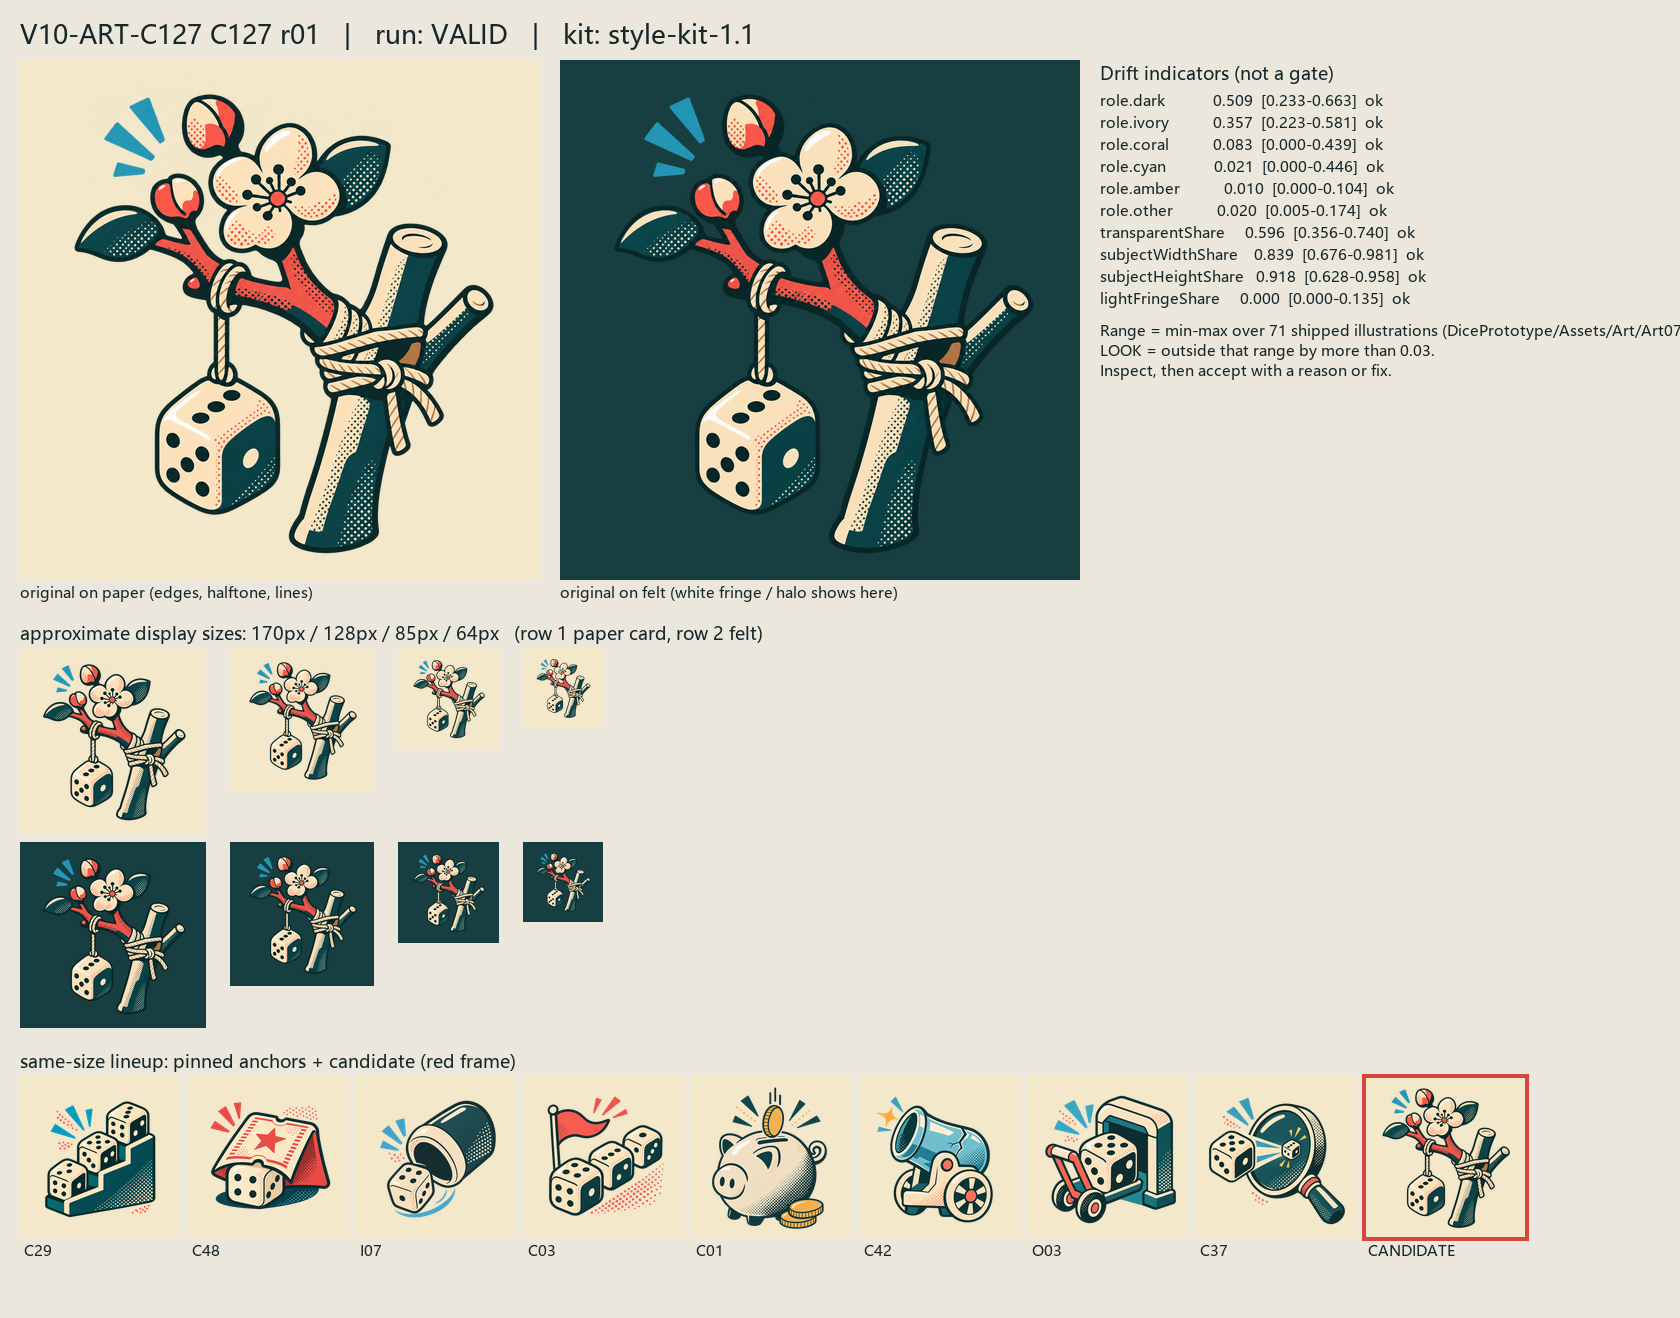 V10-ART-C127 C127 r01 | run: VALID | kit: style-kit-1.1
Drift indicators (not a gate)
role.dark 0.509 [0.233-0.663] ok
role.ivory 0.357 [0.223-0.581] ok
role.coral 0.083 [0.000-0.439] ok
role.cyan 0.021 [0.000-0.446] ok
role.amber 0.010 [0.000-0.104] ok
role.other 0.020 [0.005-0.174] ok
transparentShare 0.596 [0.356-0.740] ok
subjectWidthShare 0.839 [0.676-0.981] ok
subjectHeightShare 0.918 [0.628-0.958] ok
lightFringeShare 0.000 [0.000-0.135] ok
Range = min-max over 71 shipped illustrations (DicePrototype/Assets/Art/Art07
LOOK = outside that range by more than 0.03.
Inspect, then accept with a reason or fix.
original on paper (edges, halftone, lines)
original on felt (white fringe / halo shows here)
approximate display sizes: 170px / 128px / 85px / 64px (row 1 paper card, row 2 felt)
same-size lineup: pinned anchors + candidate (red frame)
C29
C48
I07
C03
C01
C42
O03
C37
CANDIDATE